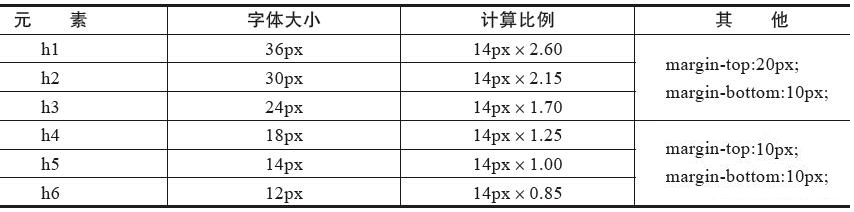 元 素 字体大小 计算比例 其 他
h1 36px 14px × 2.60
h2 30px 14px × 2.15
h3 24px 14px × 1.70
margin-top:20px;
margin-bottom:10px;
h4 18px 14px × 1.25
h5 14px 14px × 1.00
h6 12px 14px × 0.85
margin-top:10px;
margin-bottom:10px;